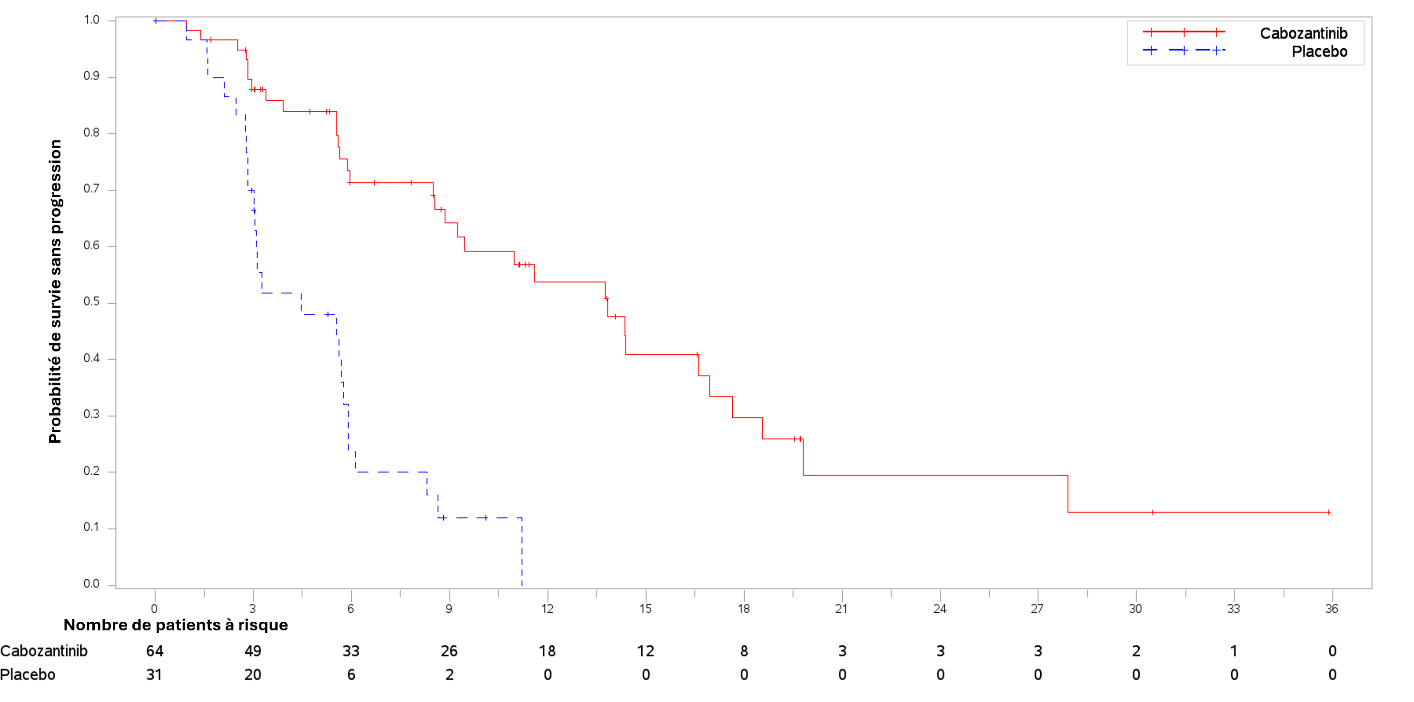 Probabilité de survie sans progression
1.0
0.9
0.8
0.7
0.6
0.5
0.4
0.3
0.2
0.1
0.0
Cabozantinib
Placebo
0 3 6 9 12 15 18 21 24 27 30 33 36
Nombre de patients à risque
Cabozantinib 64 49 33 26 18 12 8 3 3 3 2 1 0
Placebo 31 20 6 2 0 0 0 0 0 0 0 0 0